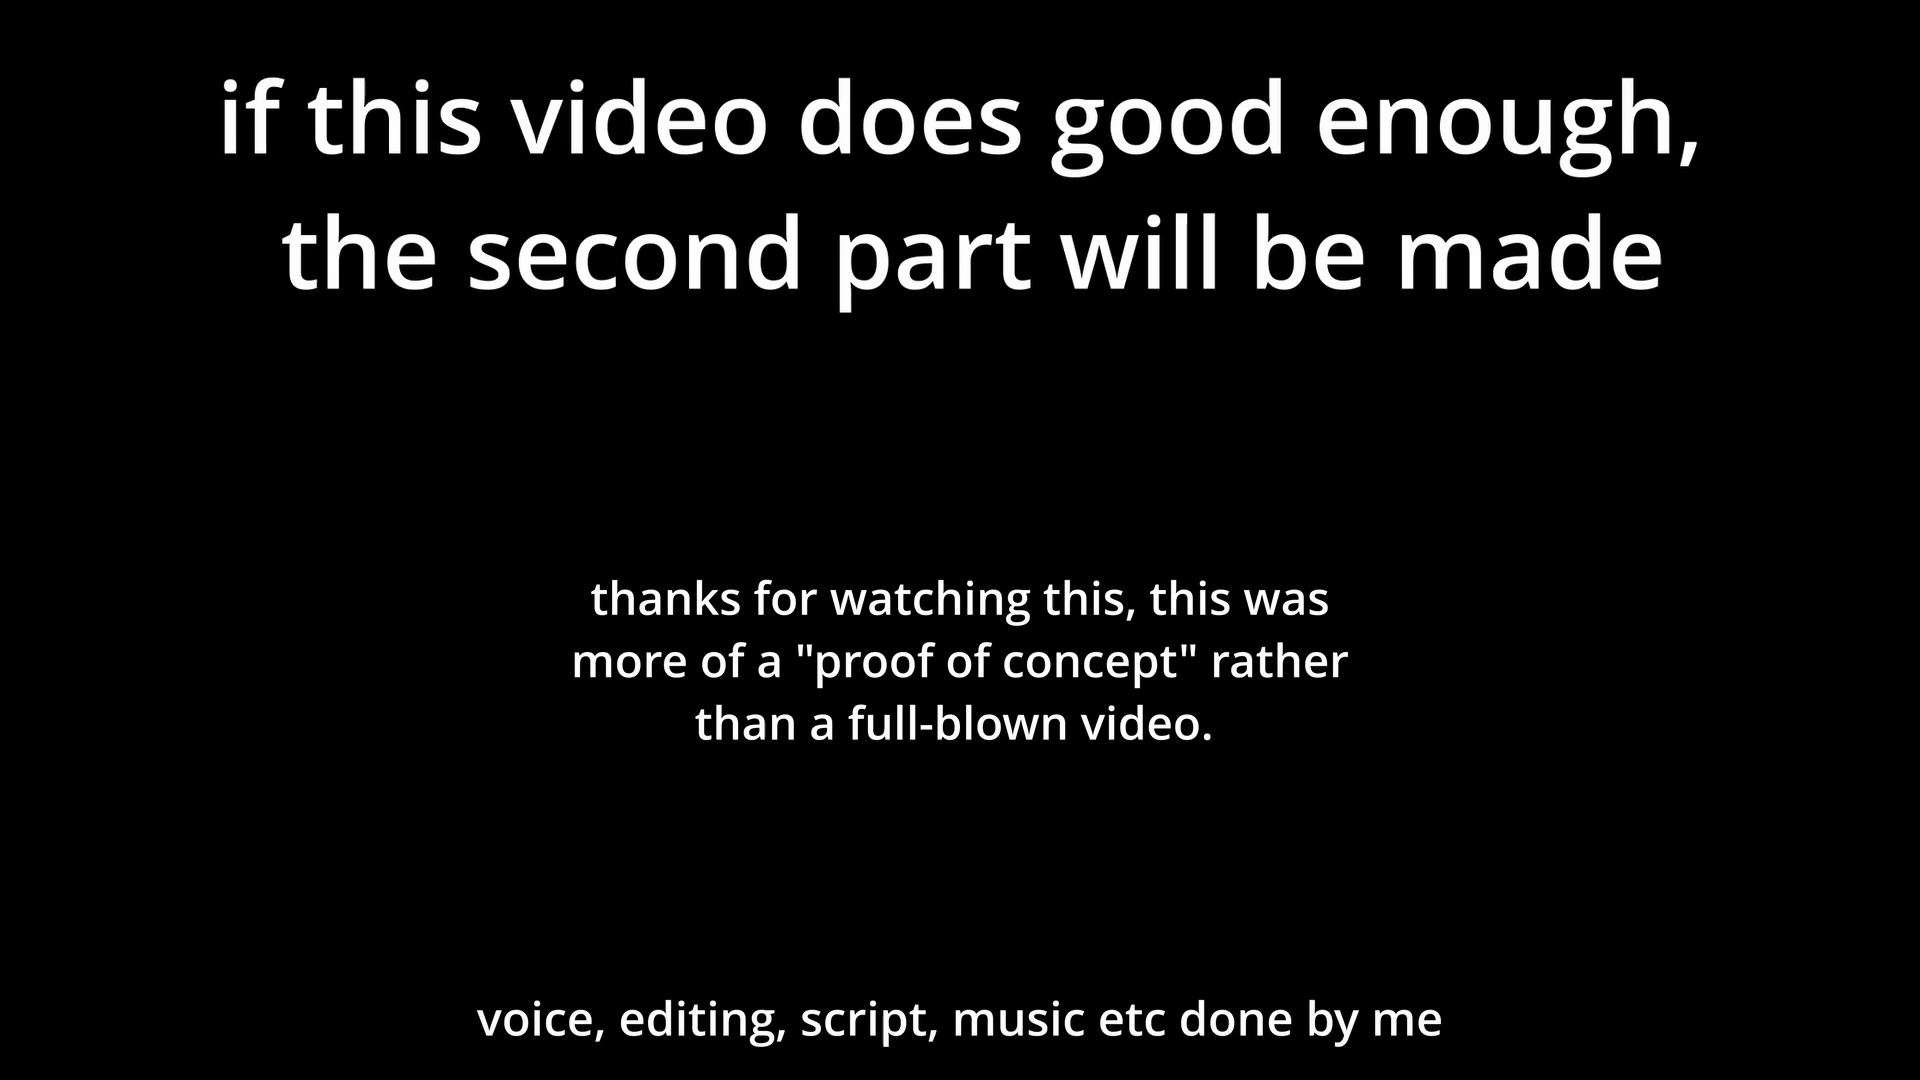 if this video does good enough,
the second part will be made
thanks for watching this, this was
more of a "proof of concept" rather
than a full-blown video.
voice, editing, script, music etc done by me